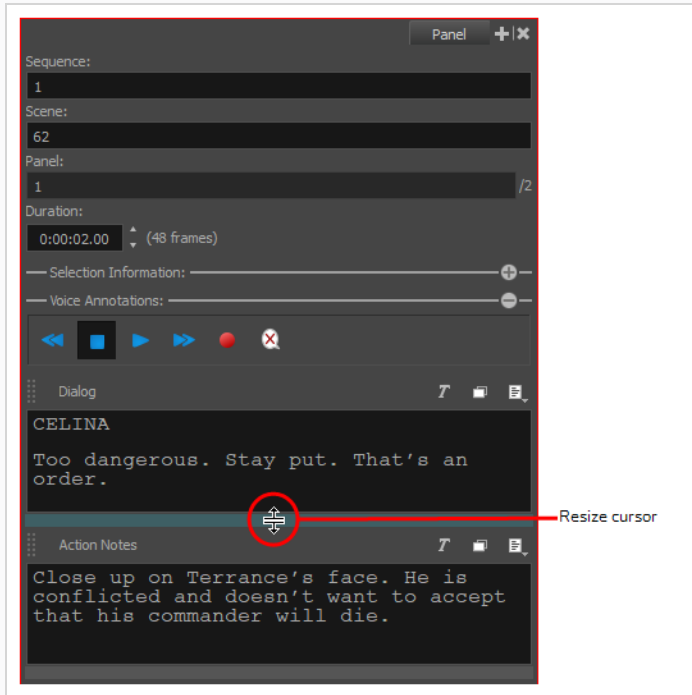 Panel
Sequence:
1
Scene:
62
Panel:
1 /2
Duration:
0:00:02.00 (48 frames)
Selection Information:
Voice Annotations:
Dialog T
CELINA
Too dangerous. Stay put. That's an
order.
Resize cursor
Action Notes T
Close up on Terrance's face. He is
conflicted and doesn't want to accept
that his commander will die.